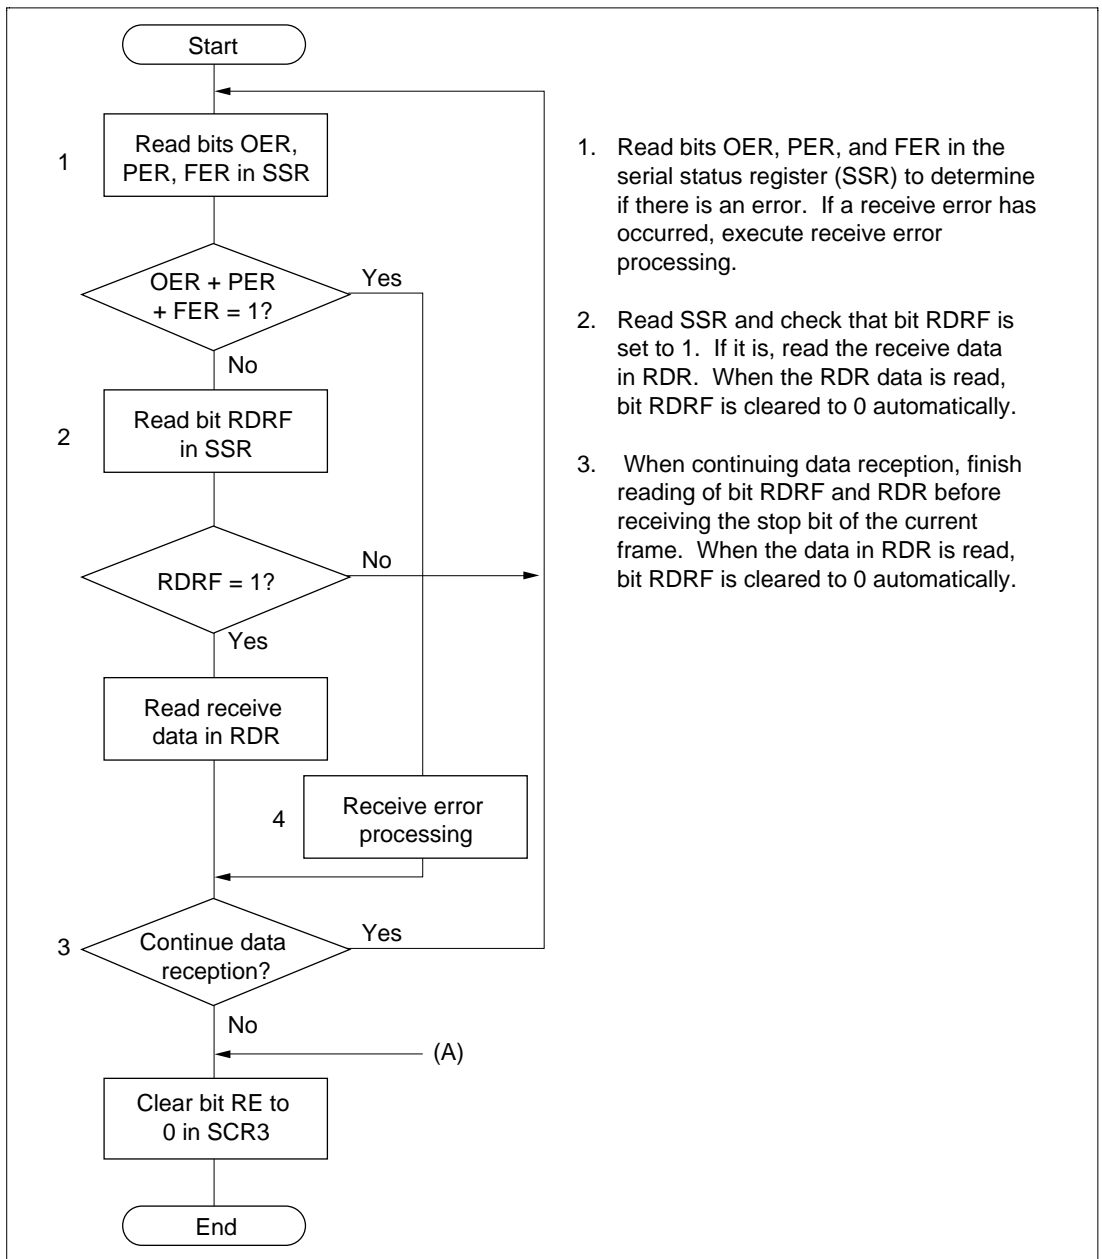 Start
1
Read bits OER,
PER, FER in SSR
OER + PER
+ FER = 1?
Yes
No
2
Read bit RDRF
in SSR
RDRF = 1?
No
Yes
Read receive
data in RDR
4
Receive error
processing
3
Continue data
reception?
Yes
No
(A)
Clear bit RE to
0 in SCR3
End
1. Read bits OER, PER, and FER in the
serial status register (SSR) to determine
if there is an error. If a receive error has
occurred, execute receive error
processing.
2. Read SSR and check that bit RDRF is
set to 1. If it is, read the receive data
in RDR. When the RDR data is read,
bit RDRF is cleared to 0 automatically.
3. When continuing data reception, finish
reading of bit RDRF and RDR before
receiving the stop bit of the current
frame. When the data in RDR is read,
bit RDRF is cleared to 0 automatically.